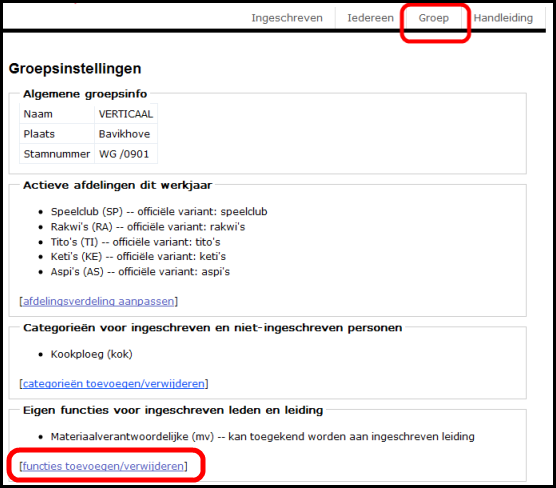 Ingeschreven Iedereen Groep Handleiding
Groepsinstellingen
Algemene groepsinfo
Naam VERTICAAL
Plaats Bavikhove
Stamnummer WG /0901
Actieve afdelingen dit werkjaar
• Speelclub (SP) -- officiële variant: speelclub
• Rakwi's (RA) -- officiële variant: rakwi's
• Tito's (TI) -- officiële variant: tito's
• Keti's (KE) -- officiële variant: keti's
• Aspi's (AS) -- officiële variant: aspi's
[afdelingsverdeling aanpassen]
Categorieën voor ingeschreven en niet-ingeschreven personen
• Kookploeg (kok)
[categorieën toevoegen/verwijderen]
Eigen functies voor ingeschreven leden en leiding
• Materiaalverantwoordelijke (mv) -- kan toegekend worden aan ingeschreven leiding
[functies toevoegen/verwijderen]